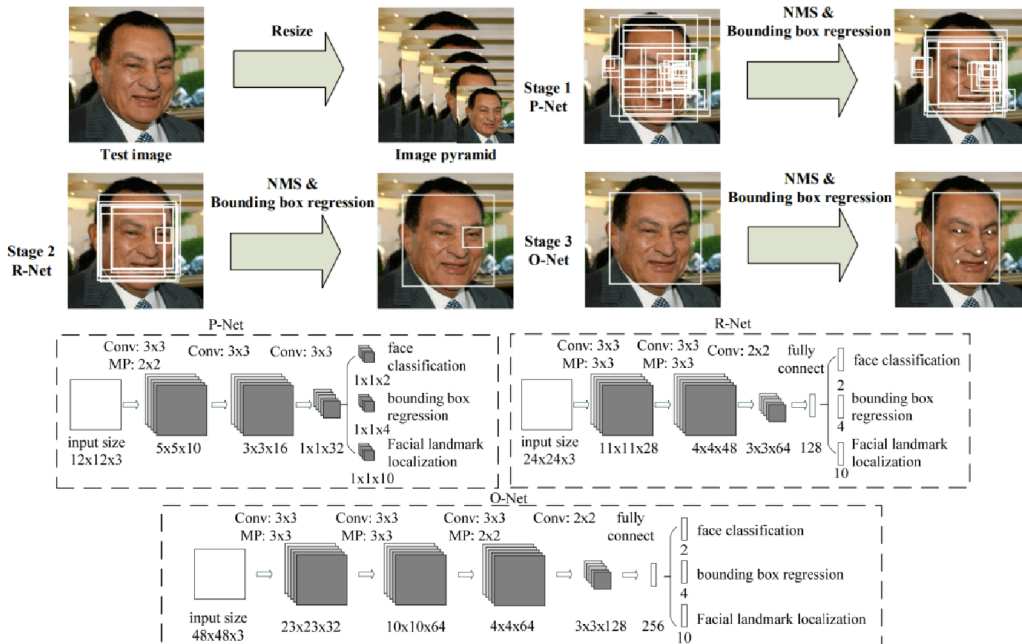 Resize
Test image
Image pyramid
Stage 1
P-Net
NMS &
Bounding box regression
Stage 2
R-Net
NMS &
Bounding box regression
Stage 3
O-Net
NMS &
Bounding box regression
P-Net
Conv: 3x3
MP: 2x2
Conv: 3x3
Conv: 3x3
input size
12x12x3
5x5x10
3x3x16
1x1x32
face
classification
1x1x2
bounding box
regression
1x1x4
Facial landmark
localization
1x1x10
R-Net
Conv: 3x3
MP: 3x3
Conv: 3x3
MP: 3x3
Conv: 2x2
fully
connect
input size
24x24x3
11x11x28
4x4x48
3x3x64
128
face classification
2
bounding box
regression
4
Facial landmark
localization
10
O-Net
Conv: 3x3
MP: 3x3
Conv: 3x3
MP: 3x3
Conv: 3x3
MP: 2x2
Conv: 2x2
fully
connect
input size
48x48x3
23x23x32
10x10x64
4x4x64
3x3x128
256
face classification
2
bounding box regression
4
Facial landmark localization
10